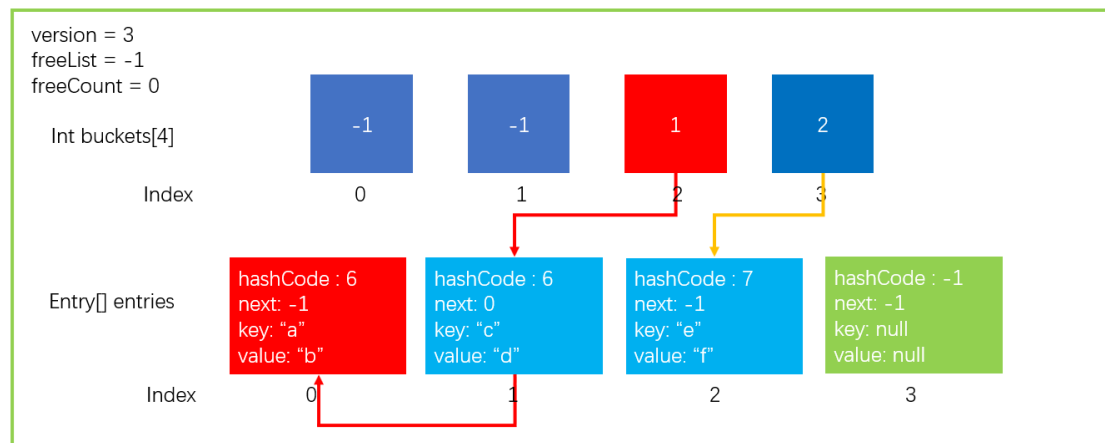 version = 3
freeList = -1
freeCount = 0
Int buckets[4]
-1
-1
1
2
Index
0
1
2
3
Entry[] entries
hashCode : 6
next: -1
key: “a”
value: “b”
hashCode : 6
next: 0
key: “c”
value: “d”
hashCode : 7
next: -1
key: “e”
value: “f”
hashCode : -1
next: -1
key: null
value: null
Index
0
1
2
3